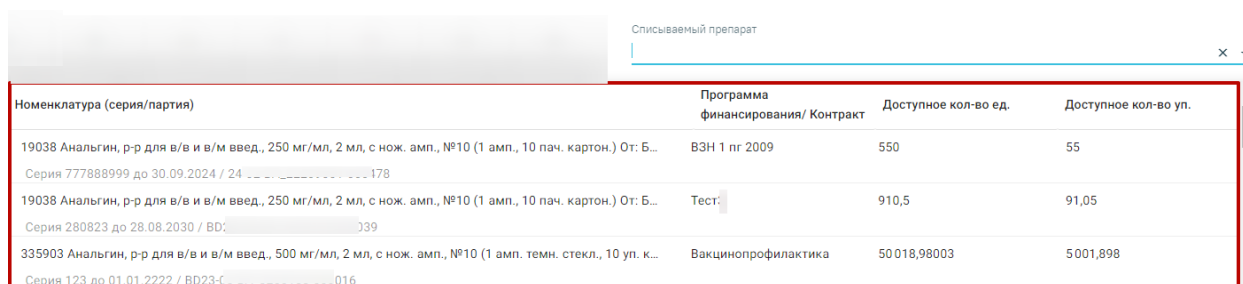 Списываемый препарат
Номенклатура (серия/партия) Программа финансирования/ Контракт Доступное кол-во ед. Доступное кол-во уп.
19038 Анальгин, р-р для в/в и в/м введ., 250 мг/мл, 2 мл, с нож. амп., №10 (1 амп., 10 пач. картон.) От: Б... ВЗН 1 пг 2009 550 55
Серия 777888999 до 30.09.2024 / 24 478
19038 Анальгин, р-р для в/в и в/м введ., 250 мг/мл, 2 мл, с нож. амп., №10 (1 амп., 10 пач. картон.) От: Б... Тест 910,5 91,05
Серия 280823 до 28.08.2030 / BD 039
335903 Анальгин, р-р для в/в и в/м введ., 500 мг/мл, 2 мл, с нож. амп., №10 (1 амп. темн. стекл., 10 уп. к... Вакцинопрофилактика 50 018,98003 5 001,898
Серия 123 до 01.01.2222 / BD23- 016